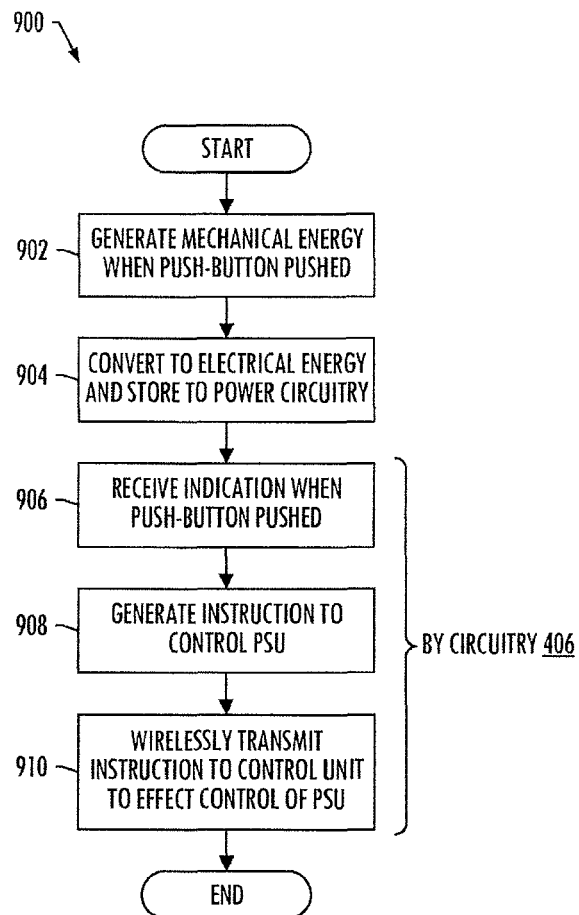 900
START
902
GENERATE MECHANICAL ENERGY
WHEN PUSH-BUTTON PUSHED
904
CONVERT TO ELECTRICAL ENERGY
AND STORE TO POWER CIRCUITRY
906
RECEIVE INDICATION WHEN
PUSH-BUTTON PUSHED
908
GENERATE INSTRUCTION TO
CONTROL PSU
BY CIRCUITRY 406
910
WIRELESSLY TRANSMIT
INSTRUCTION TO CONTROL UNIT
TO EFFECT CONTROL OF PSU
END